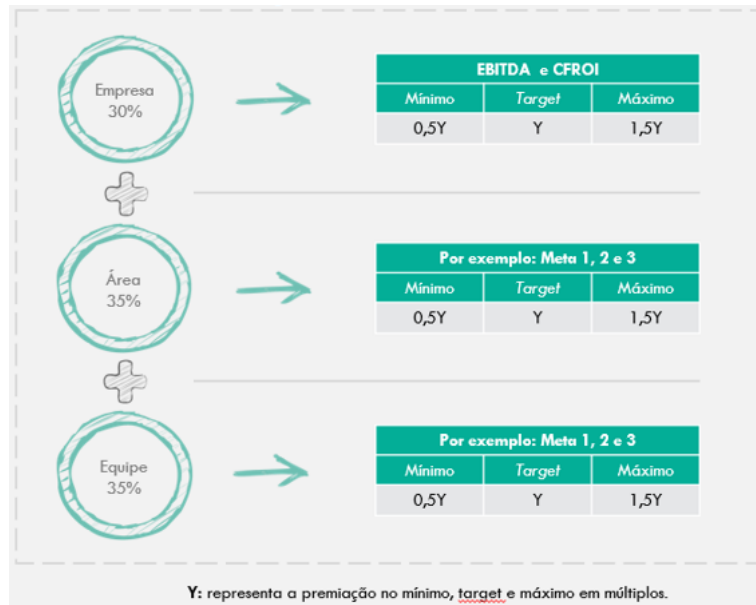 Empresa
30%
EBITDA e CFROI
Mínimo Target Máximo
0,5Y Y 1,5Y
Área
35%
Por exemplo: Meta 1, 2 e 3
Mínimo Target Máximo
0,5Y Y 1,5Y
Equipe
35%
Por exemplo: Meta 1, 2 e 3
Mínimo Target Máximo
0,5Y Y 1,5Y
Y: representa a premiação no mínimo, target e máximo em múltiplos.